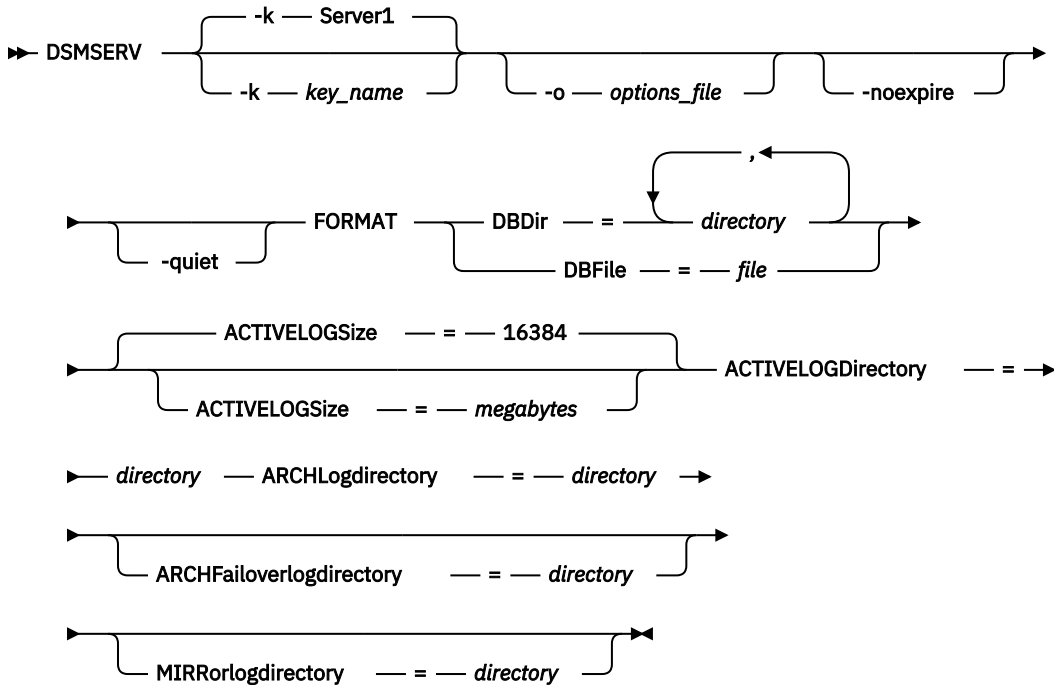 -k Server1
DSMSERV
-k key_name -o options_file -noexpire
,
FORMAT DBDir = directory
-quiet DBFile = file
ACTIVELOGSize = 16384
ACTIVELOGDirectory =
ACTIVELOGSize = megabytes
directory ARCHLogdirectory = directory
ARCHFailoverlogdirectory = directory
MIRRorlogdirectory = directory